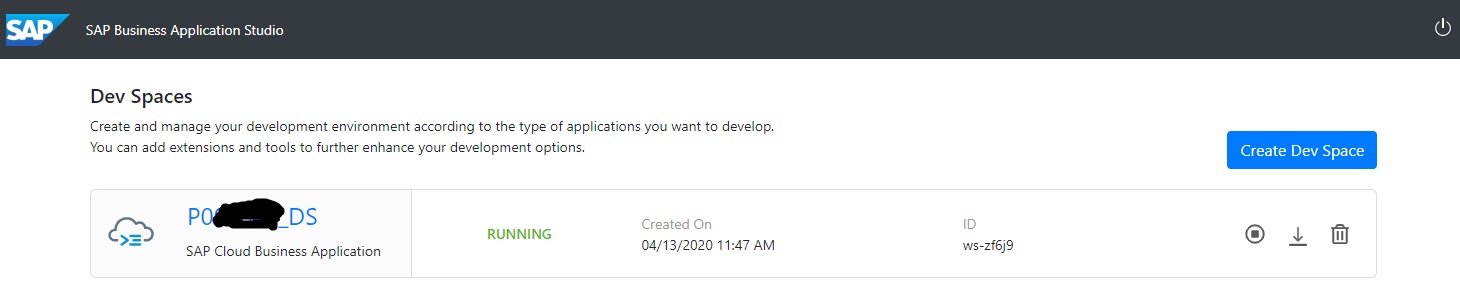 SAP
SAP Business Application Studio
Dev Spaces
Create and manage your development environment according to the type of applications you want to develop.
You can add extensions and tools to further enhance your development options.
Create Dev Space
_DS
SAP Cloud Business Application
RUNNING
Created On
04/13/2020 11:47 AM
ID
ws-zf6j9